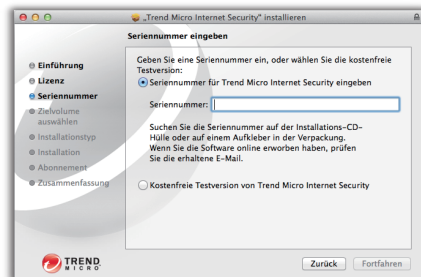 „Trend Micro Internet Security“ installieren
Seriennummer eingeben
Einführung
Lizenz
Seriennummer
Zielvolume
auswählen
Installationstyp
Installation
Abonnement
Zusammenfassung
Geben Sie eine Seriennummer ein, oder wählen Sie die kostenfreie
Testversion:
Seriennummer für Trend Micro Internet Security eingeben
Seriennummer:
Suchen Sie die Seriennummer auf der Installations-CD-
Hülle oder auf einem Aufkleber in der Verpackung.
Wenn Sie die Software online erworben haben, prüfen
Sie die erhaltene E-Mail.
Kostenfreie Testversion von Trend Micro Internet Security
TREND
MICRO
Zurück
Fortfahren